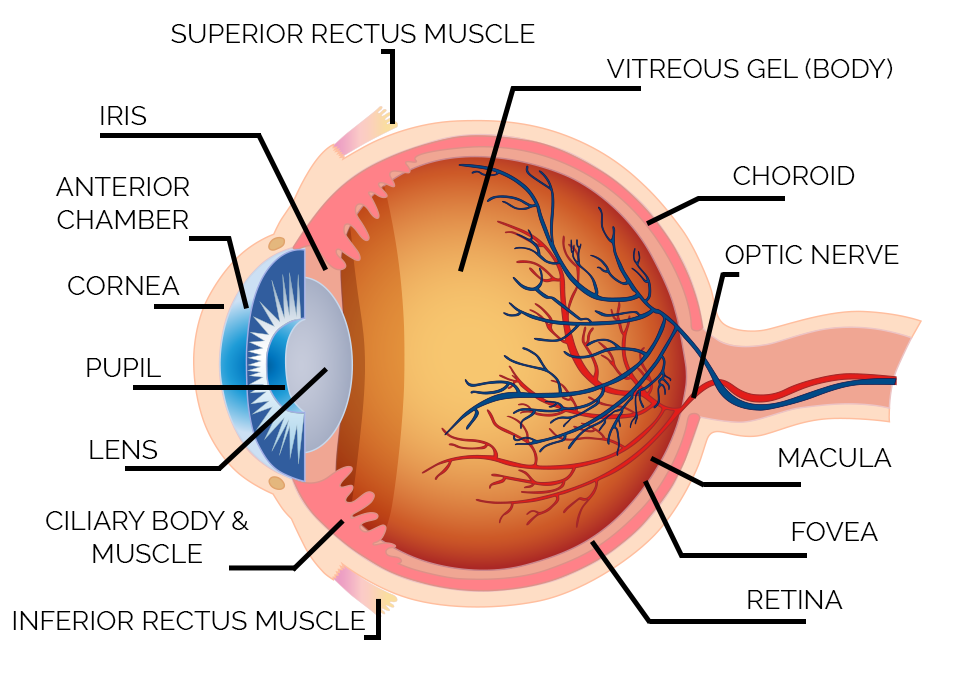 SUPERIOR RECTUS MUSCLE
VITREOUS GEL (BODY)
IRIS
ANTERIOR
CHAMBER
CORNEA
PUPIL
LENS
CILIARY BODY &
MUSCLE
INFERIOR RECTUS MUSCLE
CHOROID
OPTIC NERVE
MACULA
FOVEA
RETINA